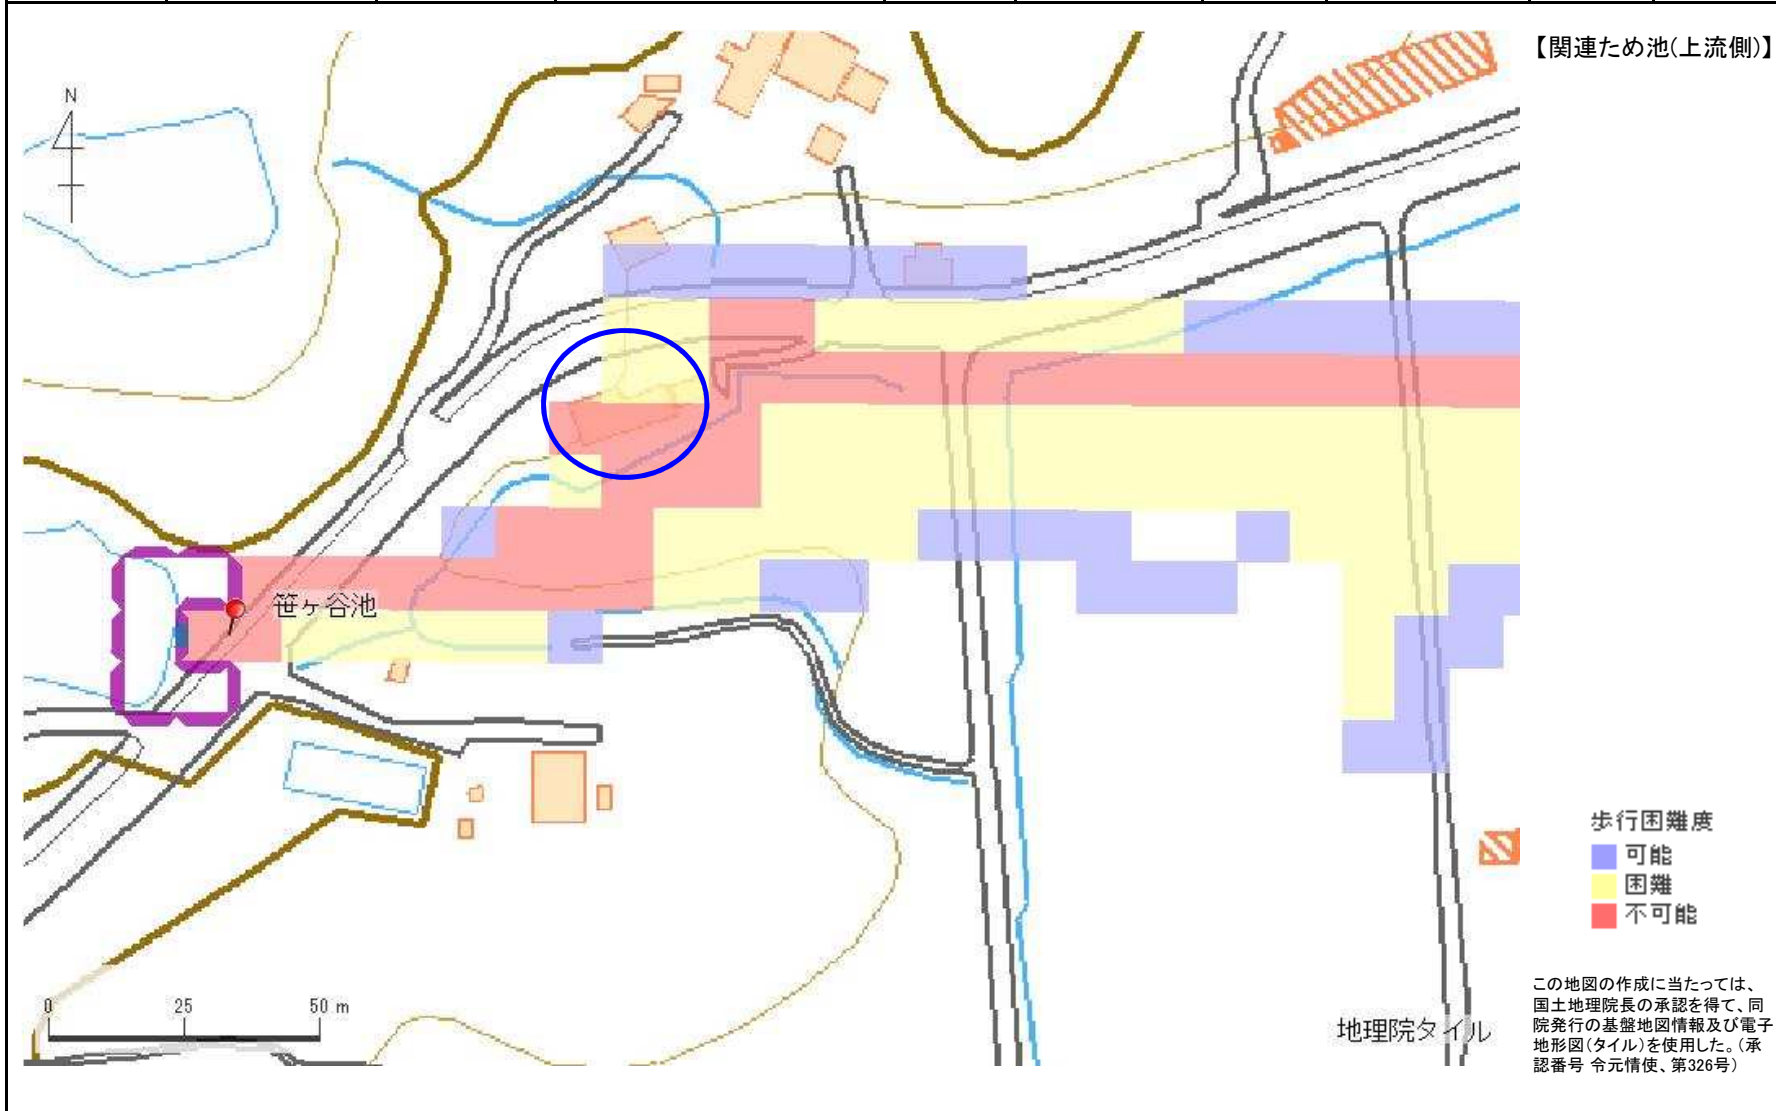 【関連ため池(上流側)】
N
笹ヶ谷池
歩行困難度
可能
困難
不可能
0 25 50 m
地理院タイル
この地図の作成に当たっては、
国土地理院長の承認を得て、同
院発行の基盤地図情報及び電子
地形図(タイル)を使用した。(承
認番号 令元情使、第326号)